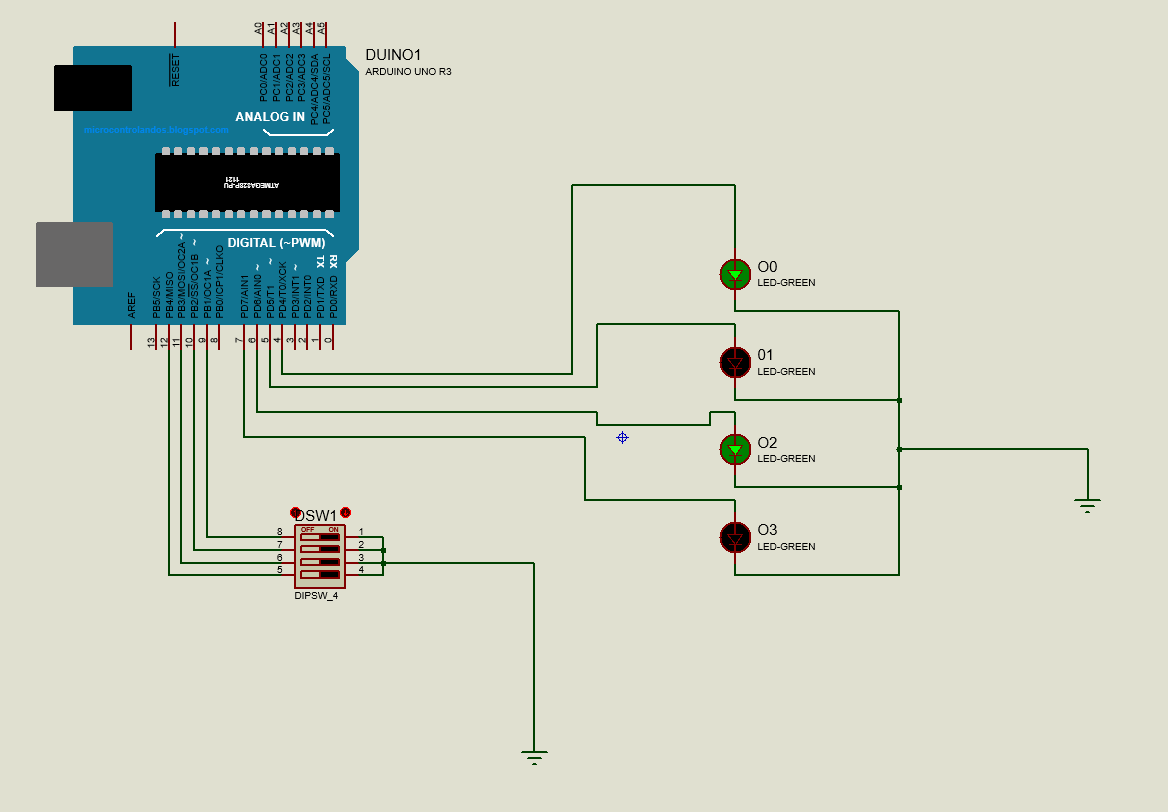 A0
A1
A2
A3
A4
A5
RESET
PC0/ADC0
PC1/ADC1
PC2/ADC2
PC3/ADC3
PC4/ADC4/SDA
PC5/ADC5/SCL
DUINO1
ARDUINO UNO R3
ANALOG IN
microcontrolandos.blogspot.com
1121
ATMEGA328P-PU
DIGITAL (~PWM)
TX
RX
AREF
PB5/SCK
PB4/MISO
PB3/MOSI/OC2A ~
PB2/SS/OC1B ~
PB1/OC1A ~
PB0/ICP1/CLKO
PD7/AIN1
PD6/AIN0 ~
PD5/T1 ~
PD4/T0/XCK
PD3/INT1 ~
PD2/INT0
PD1/TXD
PD0/RXD
13
12
11
10
9
8
7
6
5
4
3
2
1
0
O0
LED-GREEN
01
LED-GREEN
O2
LED-GREEN
O3
LED-GREEN
DSW1
OFF ON
8 1
7 2
6 3
5 4
DIPSW_4